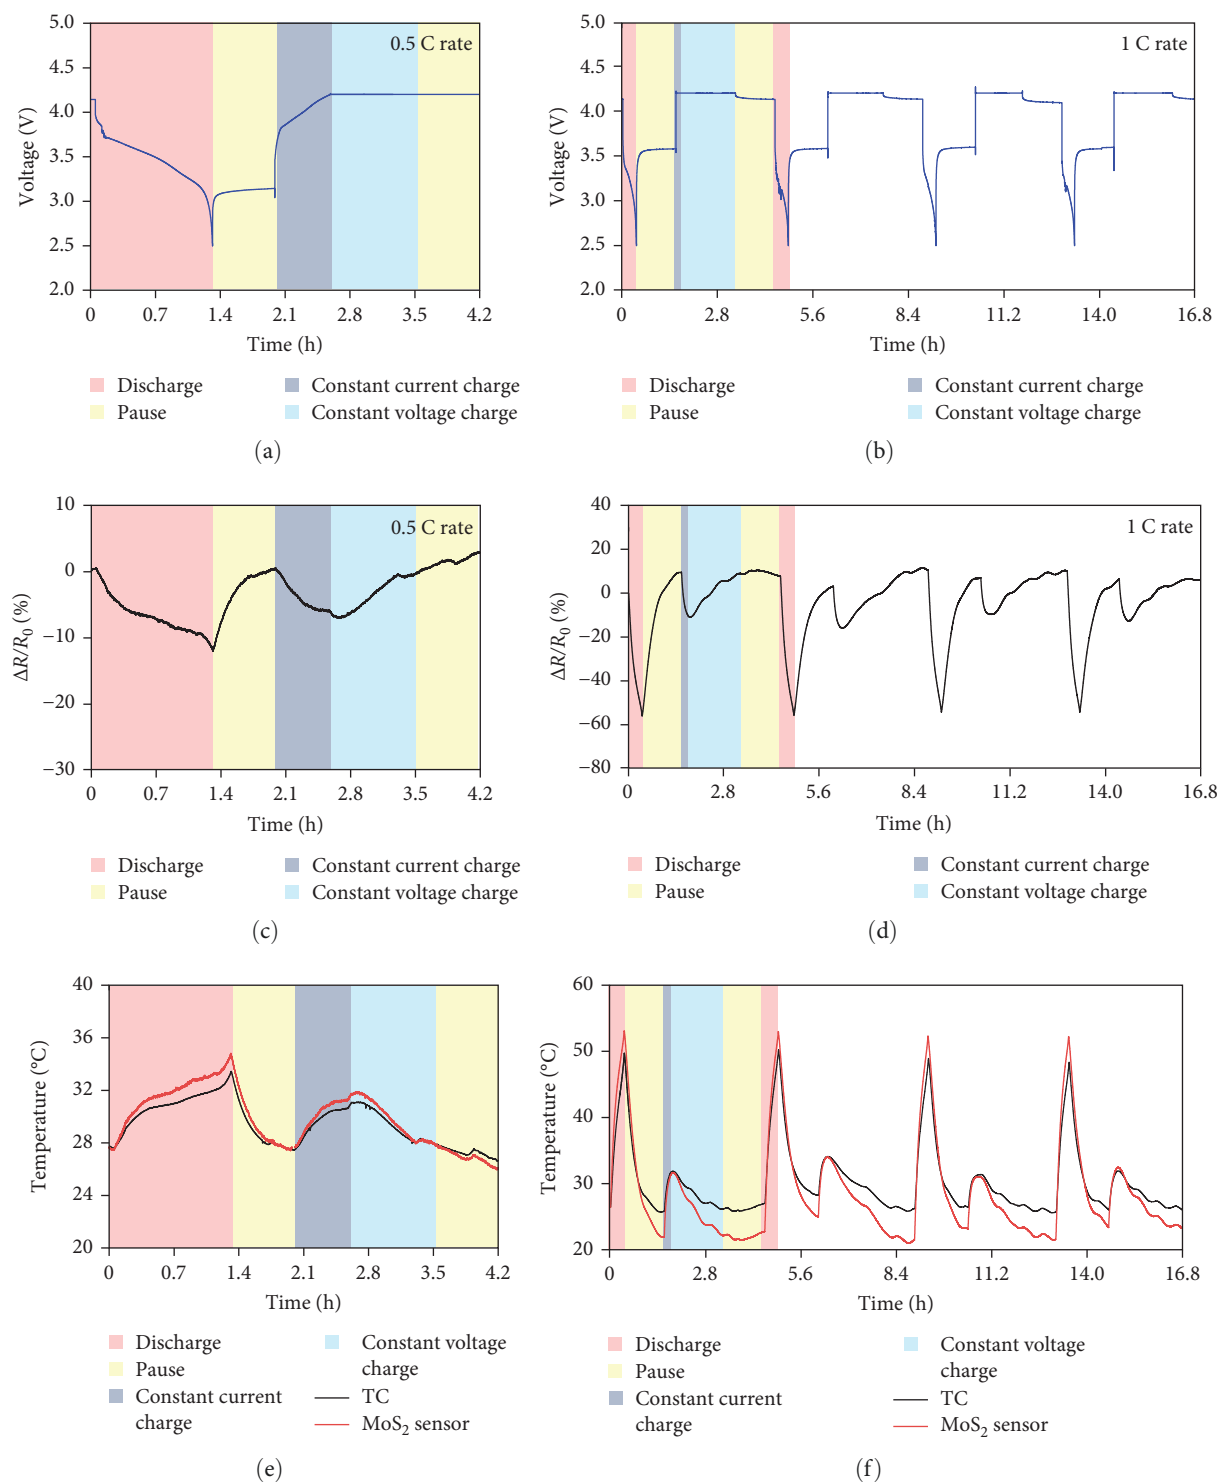 5.0
4.5
4.0
3.5
3.0
2.5
2.0
Voltage (V)
0.5 C rate
0 0.7 1.4 2.1 2.8 3.5 4.2
Time (h)
Discharge Constant current charge
Pause Constant voltage charge
(a)
5.0
4.5
4.0
3.5
3.0
2.5
2.0
Voltage (V)
1 C rate
0 2.8 5.6 8.4 11.2 14.0 16.8
Time (h)
Discharge Constant current charge
Pause Constant voltage charge
(b)
10
0
−10
−20
−30
ΔR/R0 (%)
0.5 C rate
0 0.7 1.4 2.1 2.8 3.5 4.2
Time (h)
Discharge Constant current charge
Pause Constant voltage charge
(c)
40
20
0
−20
−40
−60
−80
ΔR/R0 (%)
1 C rate
0 2.8 5.6 8.4 11.2 14.0 16.8
Time (h)
Discharge Constant current charge
Pause Constant voltage charge
(d)
40
36
32
28
24
20
Temperature (°C)
0 0.7 1.4 2.1 2.8 3.5 4.2
Time (h)
Discharge
Pause
Constant current
charge
Constant voltage
charge
TC
MoS2 sensor
(e)
60
50
40
30
20
Temperature (°C)
0 2.8 5.6 8.4 11.2 14.0 16.8
Time (h)
Discharge
Pause
Constant current
charge
Constant voltage
charge
TC
MoS2 sensor
(f)